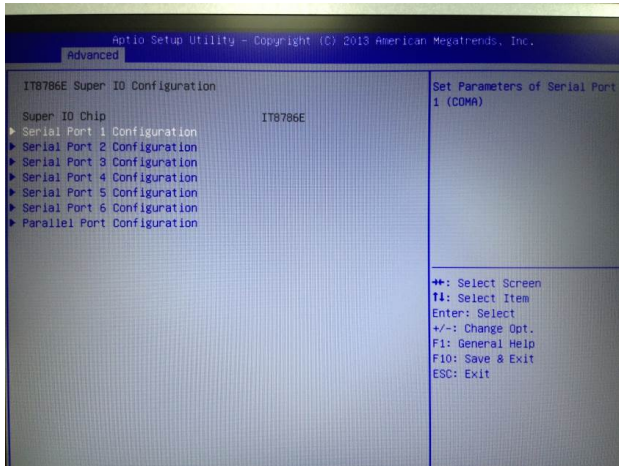 Aptio Setup Utility - Copyright (C) 2013 American Megatrends, Inc.
Advanced
IT8786E Super IO Configuration
Super IO Chip IT8786E
▶ Serial Port 1 Configuration
▶ Serial Port 2 Configuration
▶ Serial Port 3 Configuration
▶ Serial Port 4 Configuration
▶ Serial Port 5 Configuration
▶ Serial Port 6 Configuration
▶ Parallel Port Configuration
Set Parameters of Serial Port
1 (COMA)
→←: Select Screen
↑↓: Select Item
Enter: Select
+/-: Change Opt.
F1: General Help
F10: Save & Exit
ESC: Exit